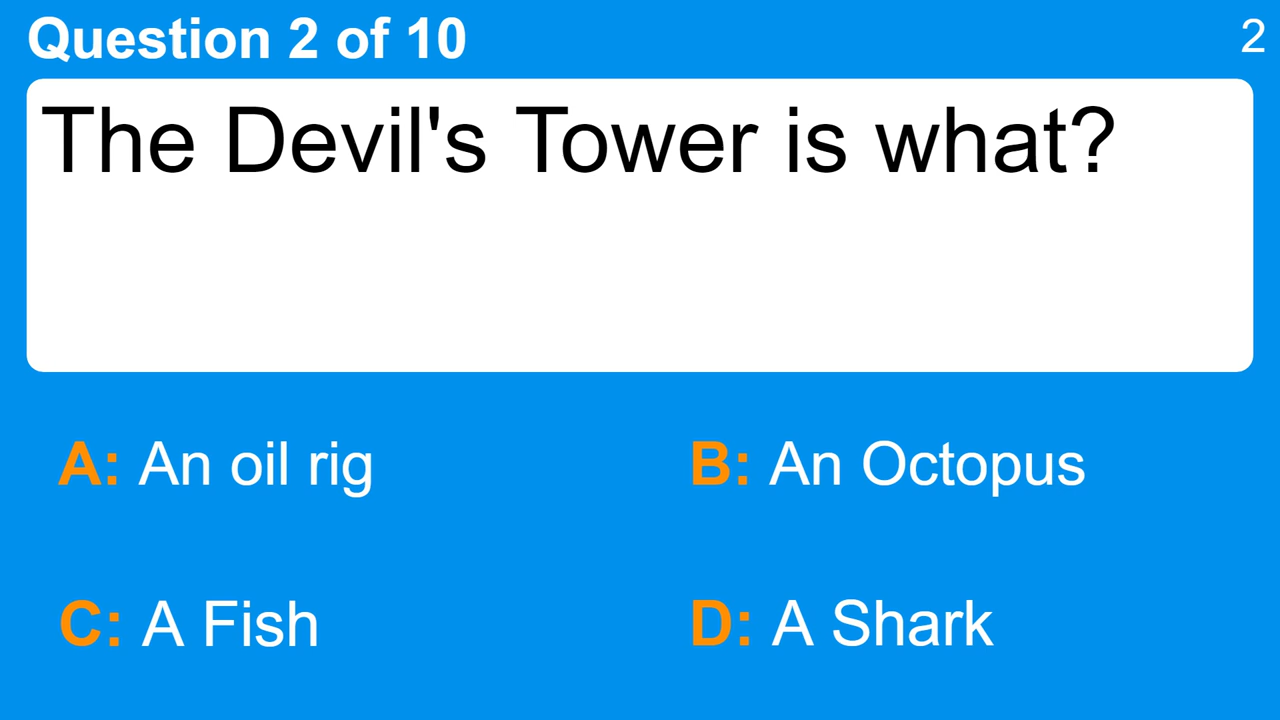 Question 2 of 10
2
The Devil's Tower is what?
A: An oil rig
B: An Octopus
C: A Fish
D: A Shark